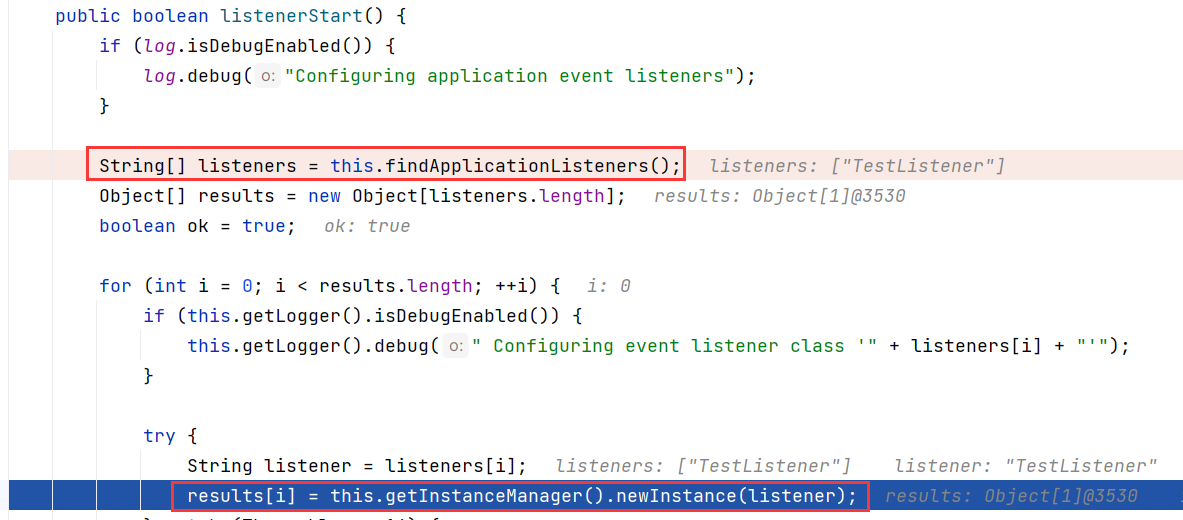 public boolean listenerStart() {
if (log.isDebugEnabled()) {
log.debug( o: "Configuring application event listeners");
}
String[] listeners = this.findApplicationListeners(); listeners: ["TestListener"]
Object[] results = new Object[listeners.length]; results: Object[1]@3530
boolean ok = true; ok: true
for (int i = 0; i < results.length; ++i) { i: 0
if (this.getLogger().isDebugEnabled()) {
this.getLogger().debug( o: " Configuring event listener class '" + listeners[i] + "'");
}
try {
String listener = listeners[i]; listeners: ["TestListener"] listener: "TestListener"
results[i] = this.getInstanceManager().newInstance(listener); results: Object[1]@3530